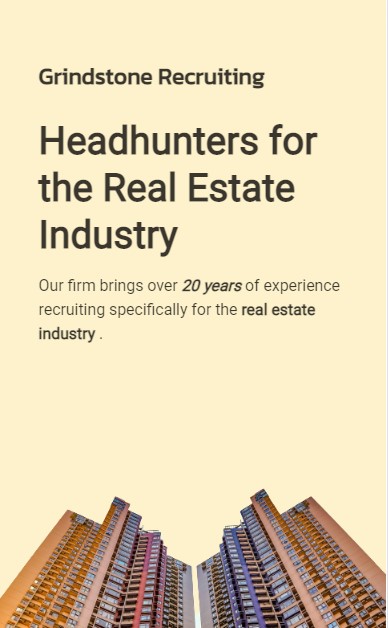 Grindstone Recruiting
Headhunters for
the Real Estate
Industry
Our firm brings over 20 years of experience
recruiting specifically for the real estate
industry .